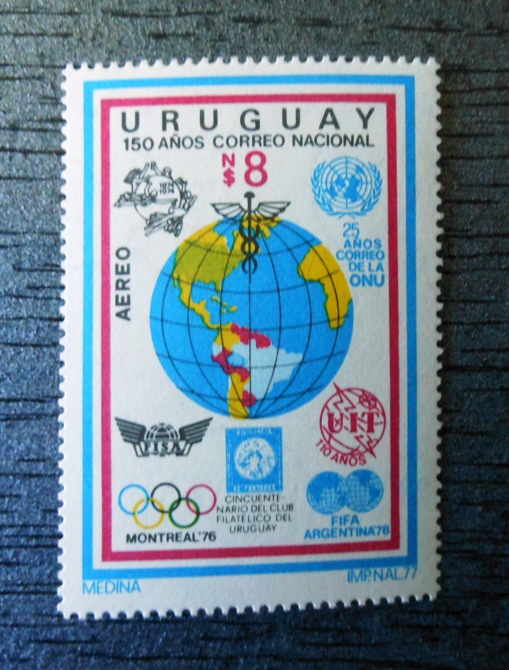 URUGUAY
150 AÑOS CORREO NACIONAL
N$ 8
AEREO
25
AÑOS
CORREO
DE LA
ONU
UIT
110 AÑOS
FISA
CINCUENTE-
NARIO DEL CLUB
FILATELICO DEL
URUGUAY
MONTREAL'76
FIFA
ARGENTINA'78
MEDINA
IMP.NAL.77